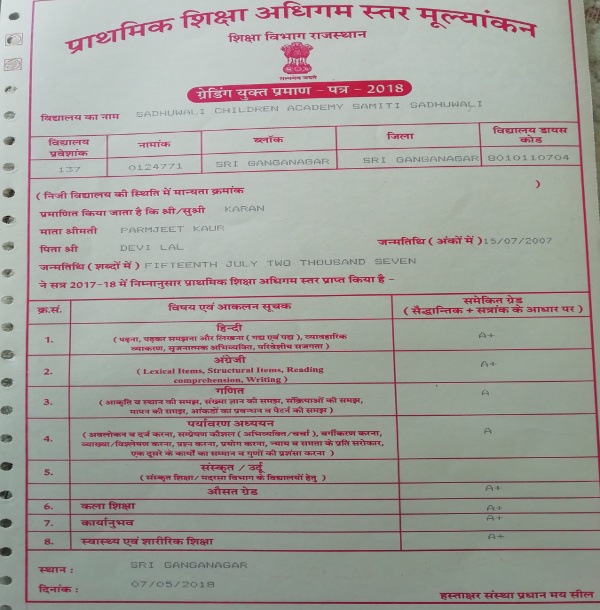 प्राथमिक शिक्षा अधिगम स्तर मूल्यांकन
शिक्षा विभाग राजस्थान
सत्यमेव जयते
ग्रेडिंग युक्त प्रमाण - पत्र - 2018
विद्यालय का नाम SADHUWALI CHILDREN ACADEMY SAMITI SADHUWALI
विद्यालय प्रवेशांक नामांक ब्लॉक जिला विद्यालय डायस कोड
137 0124771 SRI GANGANAGAR SRI GANGANAGAR 8010110704
( निजी विद्यालय की स्थिति में मान्यता क्रमांक )
प्रमाणित किया जाता है कि श्री/सुश्री KARAN
माता श्रीमती PARMJEET KAUR
पिता श्री DEVI LAL जन्मतिथि ( अंकों में ) 15/07/2007
जन्मतिथि ( शब्दों में ) FIFTEENTH JULY TWO THOUSAND SEVEN
ने सत्र 2017-18 में निम्नानुसार प्राथमिक शिक्षा अधिगम स्तर प्राप्त किया है -
क्र.सं. विषय एवं आकलन सूचक समेकित ग्रेड
( सैद्धान्तिक + सत्रांक के आधार पर )
1. हिन्दी A+
( पढ़ना, पढ़कर समझना और लिखना ( गद्य एवं पद्य ), व्यावहारिक
व्याकरण, सृजनात्मक अभिव्यक्ति, परिवेशीय सजगता )
2. अंग्रेजी A+
( Lexical Items, Structural Items, Reading
comprehension, Writing )
3. गणित A
( आकृति व स्थान की समझ, संख्या ज्ञान की समझ, संक्रियाओं की समझ,
मापन की समझ, आंकड़ों का प्रबन्धन व पैटर्न की समझ )
4. पर्यावरण अध्ययन A
( अवलोकन व दर्ज करना, सम्प्रेषण कौशल ( अभिव्यक्ति/चर्चा ), वर्गीकरण करना,
व्याख्या/विश्लेषण करना, प्रश्न करना, प्रयोग करना, न्याय व समता के प्रति सरोकार,
एक दूसरे के कार्यों का सम्मान व गुणों की प्रशंसा करना )
5. संस्कृत / उर्दू
( संस्कृत शिक्षा/ मदरसा विभाग के विद्यालयों हेतु )
औसत ग्रेड A+
6. कला शिक्षा A+
7. कार्यानुभव A+
8. स्वास्थ्य एवं शारीरिक शिक्षा A+
स्थान : SRI GANGANAGAR
दिनांक : 07/05/2018
हस्ताक्षर संस्था प्रधान मय सील